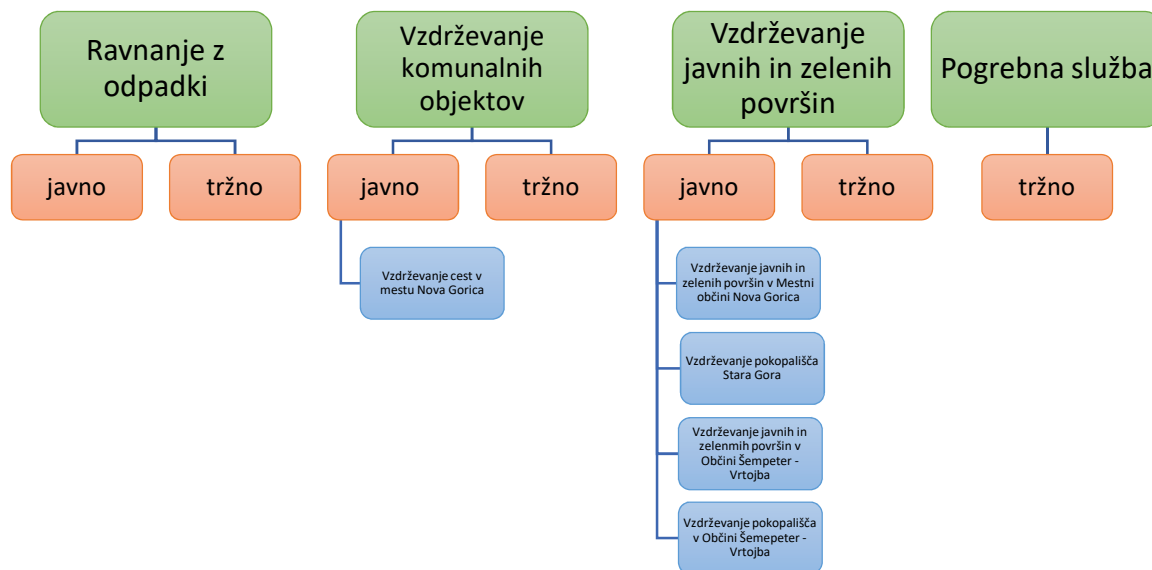 Ravnanje z
odpadki
Vzdrževanje
komunalnih
objektov
Vzdrževanje
javnih in zelenih
površin
Pogrebna služba
javno
tržno
javno
tržno
javno
tržno
tržno
Vzdrževanje cest v
mestu Nova Gorica
Vzdrževanje javnih in
zelenih površin v Mestni
občini Nova Gorica
Vzdrževanje pokopališča
Stara Gora
Vzdrževanje javnih in
zelenmih površin v
Občini Šempeter -
Vrtojba
Vzdrževanje pokopališča
v Občini Šemepeter -
Vrtojba